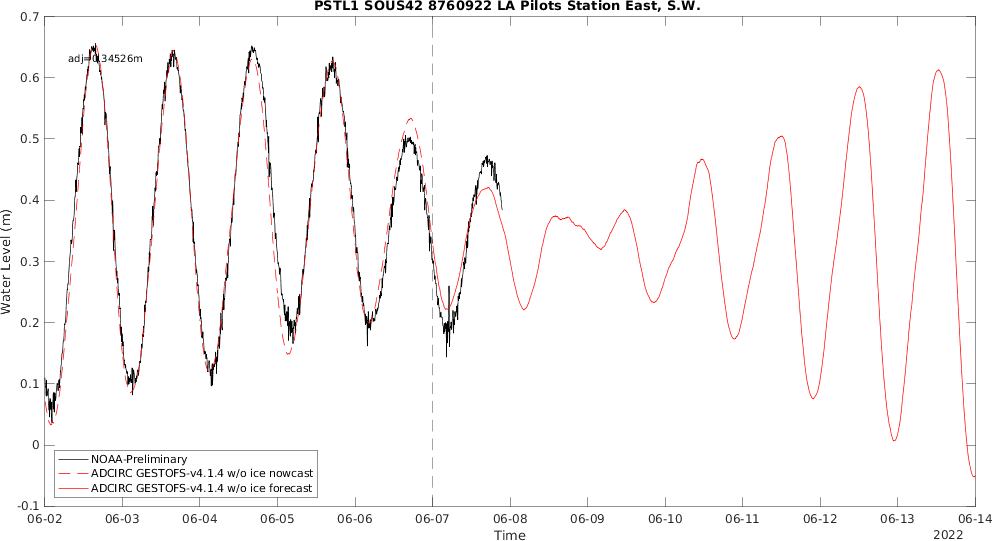 PSTL1 SOUS42 8760922 LA Pilots Station East, S.W.
adj=0.34526m
0.7
0.6
0.5
0.4
0.3
0.2
0.1
0
-0.1
Water Level (m)
NOAA-Preliminary
ADCIRC GESTOFS-v4.1.4 w/o ice nowcast
ADCIRC GESTOFS-v4.1.4 w/o ice forecast
06-02 06-03 06-04 06-05 06-06 06-07 06-08 06-09 06-10 06-11 06-12 06-13 06-14
Time
2022